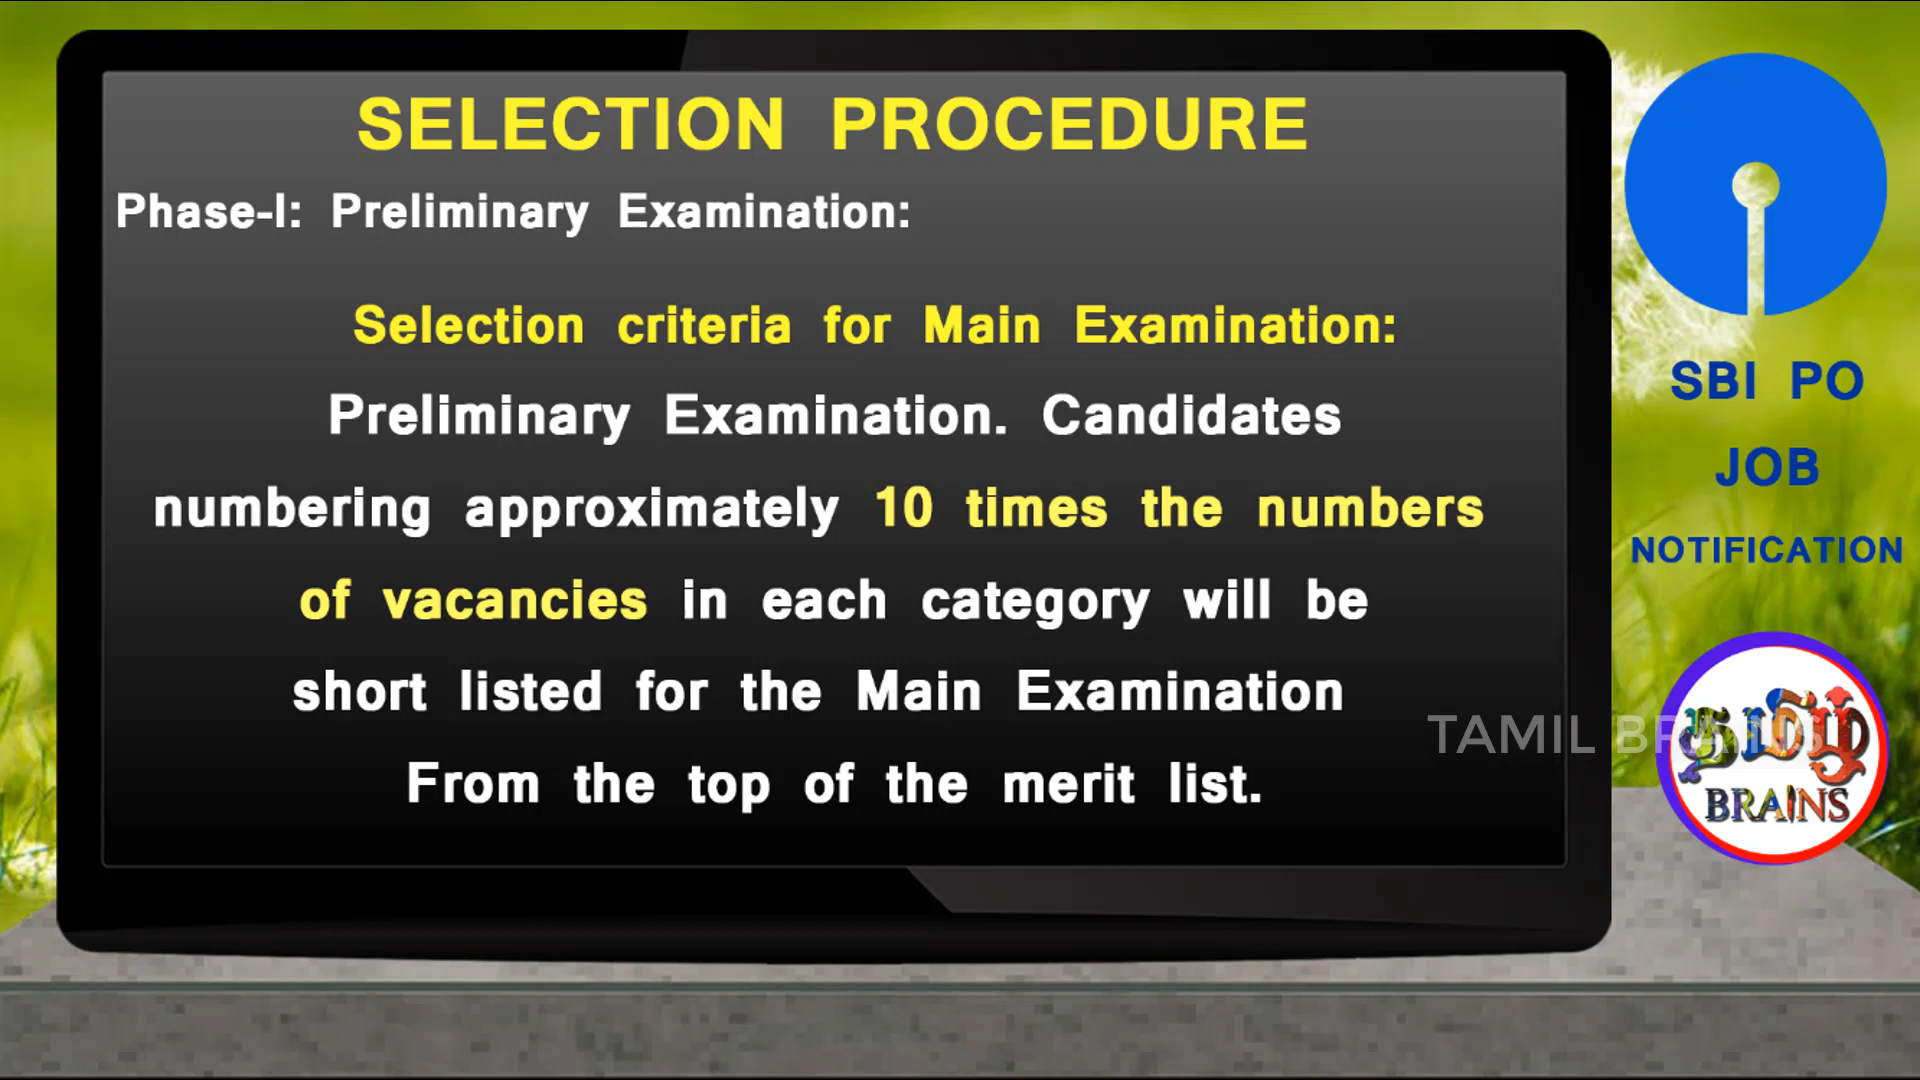 SELECTION PROCEDURE
Phase-I: Preliminary Examination:
Selection criteria for Main Examination:
Preliminary Examination. Candidates
numbering approximately 10 times the numbers
of vacancies in each category will be
short listed for the Main Examination
From the top of the merit list.
SBI PO
JOB
NOTIFICATION
TAMIL BRAINS
தமிழ்
BRAINS